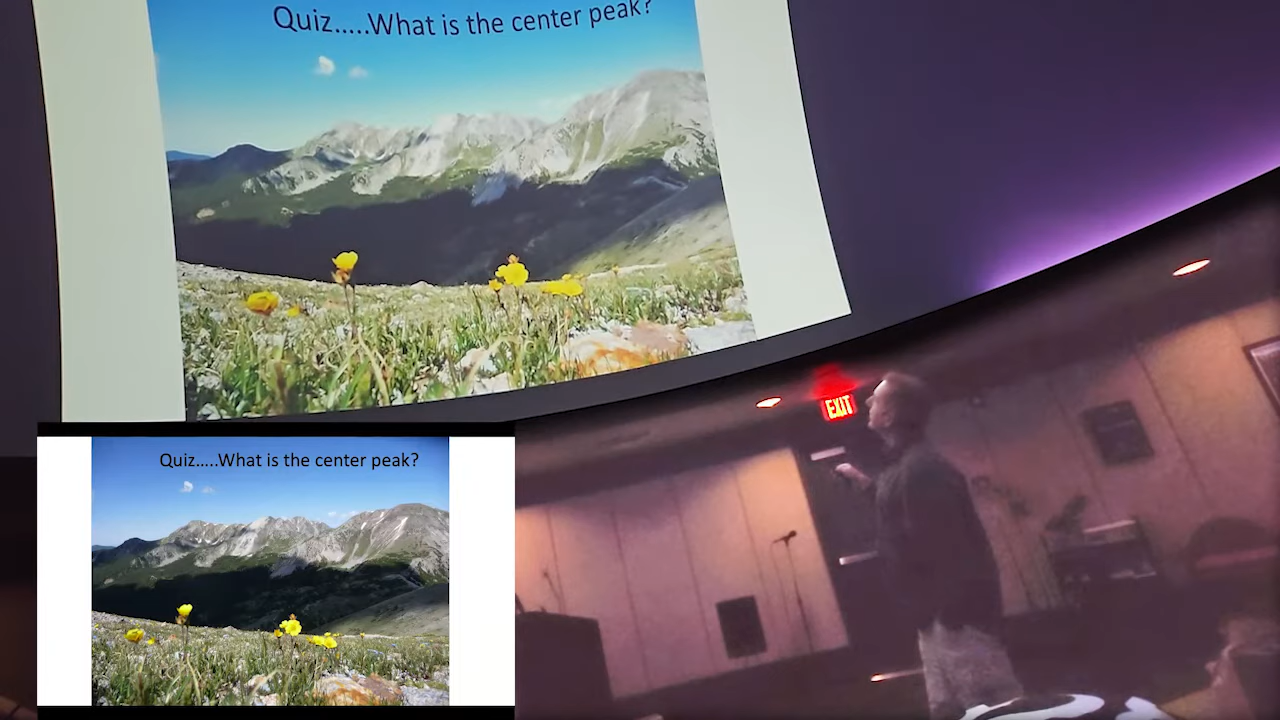 Quiz.....What is the center peak?
EXIT
Quiz.....What is the center peak?